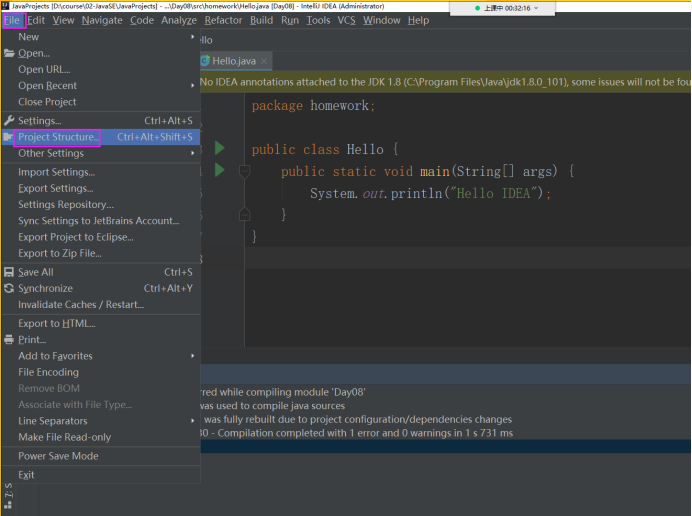 JavaProjects [D:\course\02-JavaSE\JavaProjects] - ...\Day08\src\homework\Hello.java [Day08] - IntelliJ IDEA (Administrator)
上课中 00:32:16
File Edit View Navigate Code Analyze Refactor Build Run Tools VCS Window Help
New
Open...
Open URL...
Open Recent
Close Project
Settings... Ctrl+Alt+S
Project Structure... Ctrl+Alt+Shift+S
Other Settings
Import Settings...
Export Settings...
Settings Repository...
Sync Settings to JetBrains Account...
Export Project to Eclipse...
Export to Zip File...
Save All Ctrl+S
Synchronize Ctrl+Alt+Y
Invalidate Caches / Restart...
Export to HTML...
Print...
Add to Favorites
File Encoding
Remove BOM
Associate with File Type...
Line Separators
Make File Read-only
Power Save Mode
Exit
llo
Hello.java
No IDEA annotations attached to the JDK 1.8 (C:\Program Files\Java\jdk1.8.0_101), some issues will not be fou
package homework;
public class Hello {
public static void main(String[] args) {
System.out.println("Hello IDEA");
}
}
rred while compiling module 'Day08'
was used to compile java sources
was fully rebuilt due to project configuration/dependencies changes
30 - Compilation completed with 1 error and 0 warnings in 1 s 731 ms